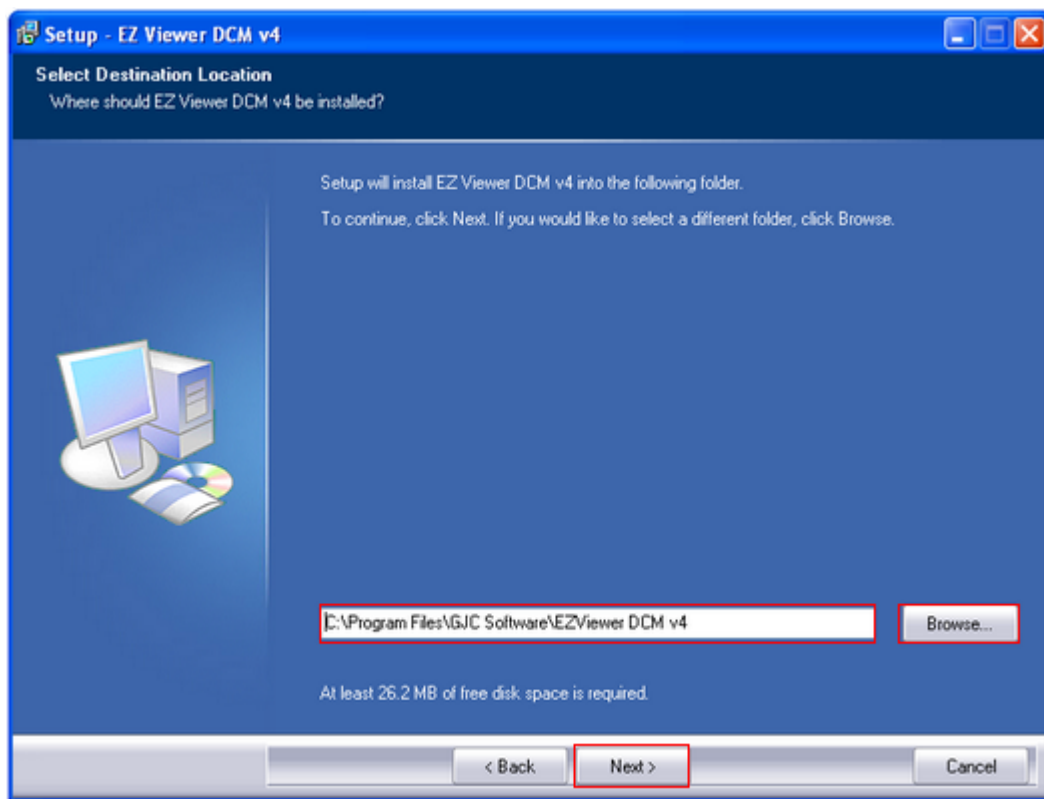 Setup - EZ Viewer DCM v4
Select Destination Location
Where should EZ Viewer DCM v4 be installed?
Setup will install EZ Viewer DCM v4 into the following folder.
To continue, click Next. If you would like to select a different folder, click Browse.
C:\Program Files\GJC Software\EZViewer DCM v4
Browse...
At least 26.2 MB of free disk space is required.
< Back
Next >
Cancel